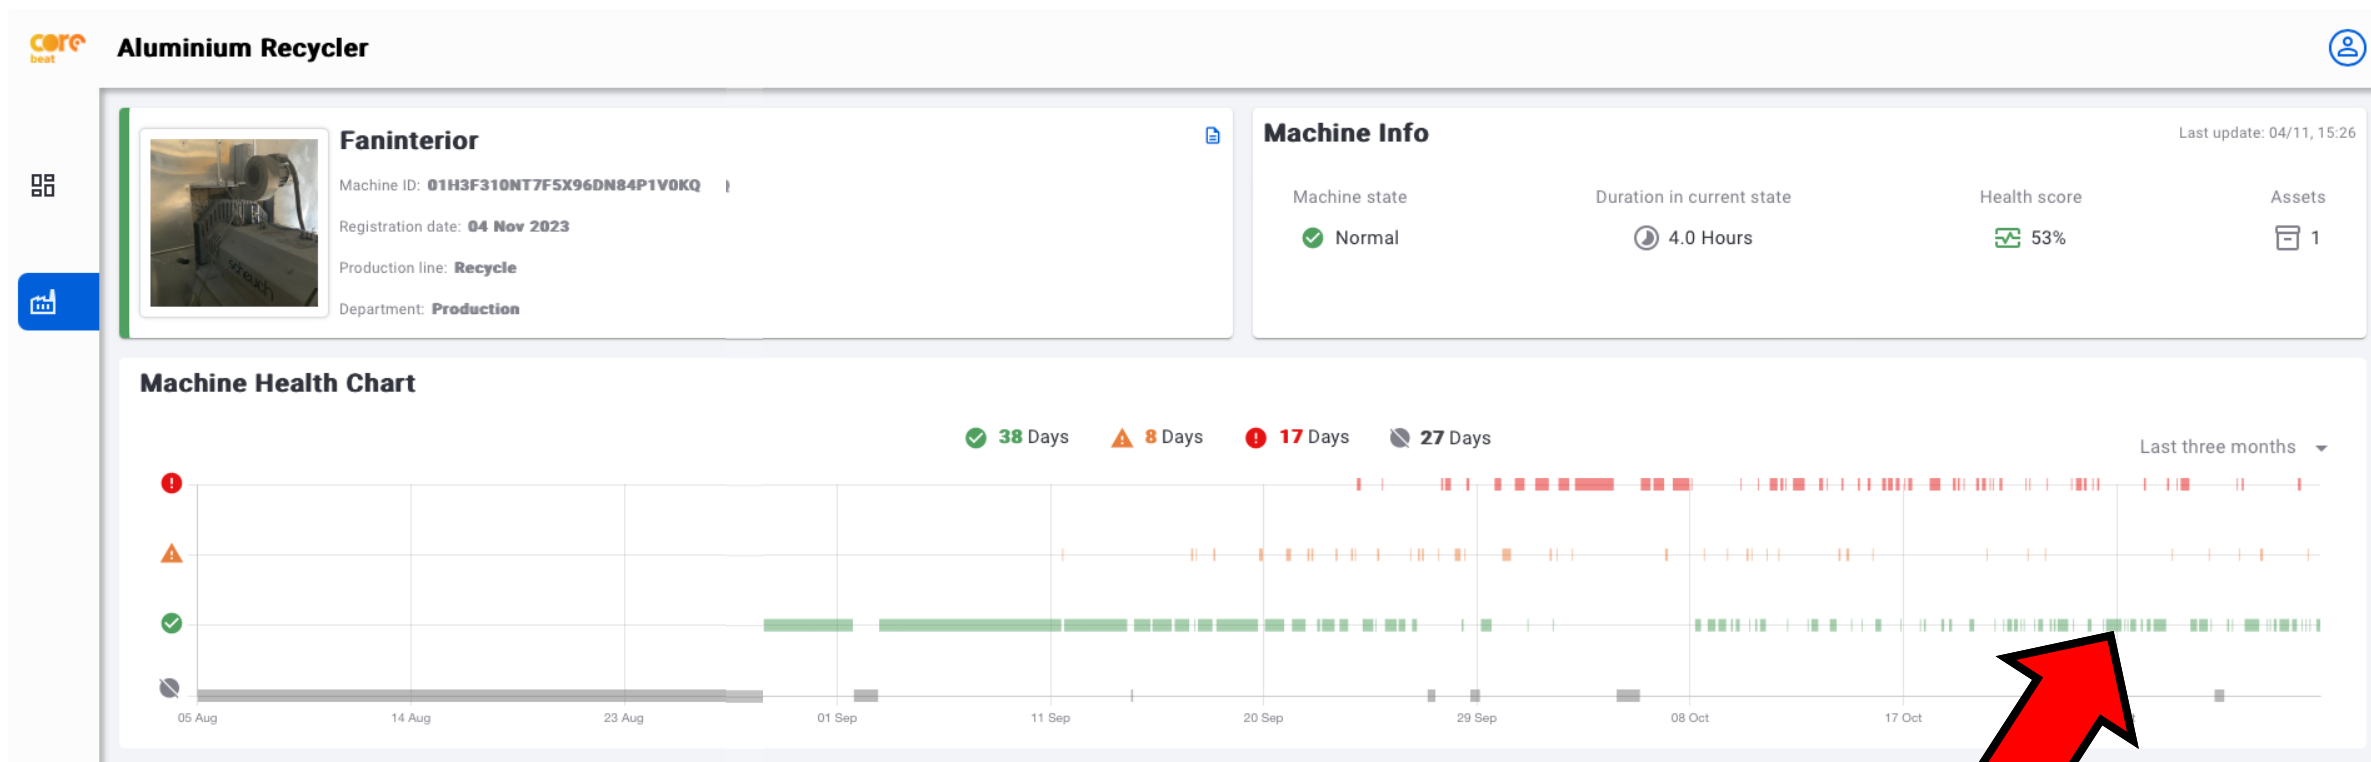 core
beat
Aluminium Recycler
Faninterior
Machine ID: 01H3F310NT7F5X96DN84P1V0KQ
Registration date: 04 Nov 2023
Production line: Recycle
Department: Production
scheuch
Machine Info
Last update: 04/11, 15:26
Machine state
Duration in current state
Health score
Assets
Normal
4.0 Hours
53%
1
Machine Health Chart
38 Days
8 Days
17 Days
27 Days
Last three months
05 Aug
14 Aug
23 Aug
01 Sep
11 Sep
20 Sep
29 Sep
08 Oct
17 Oct